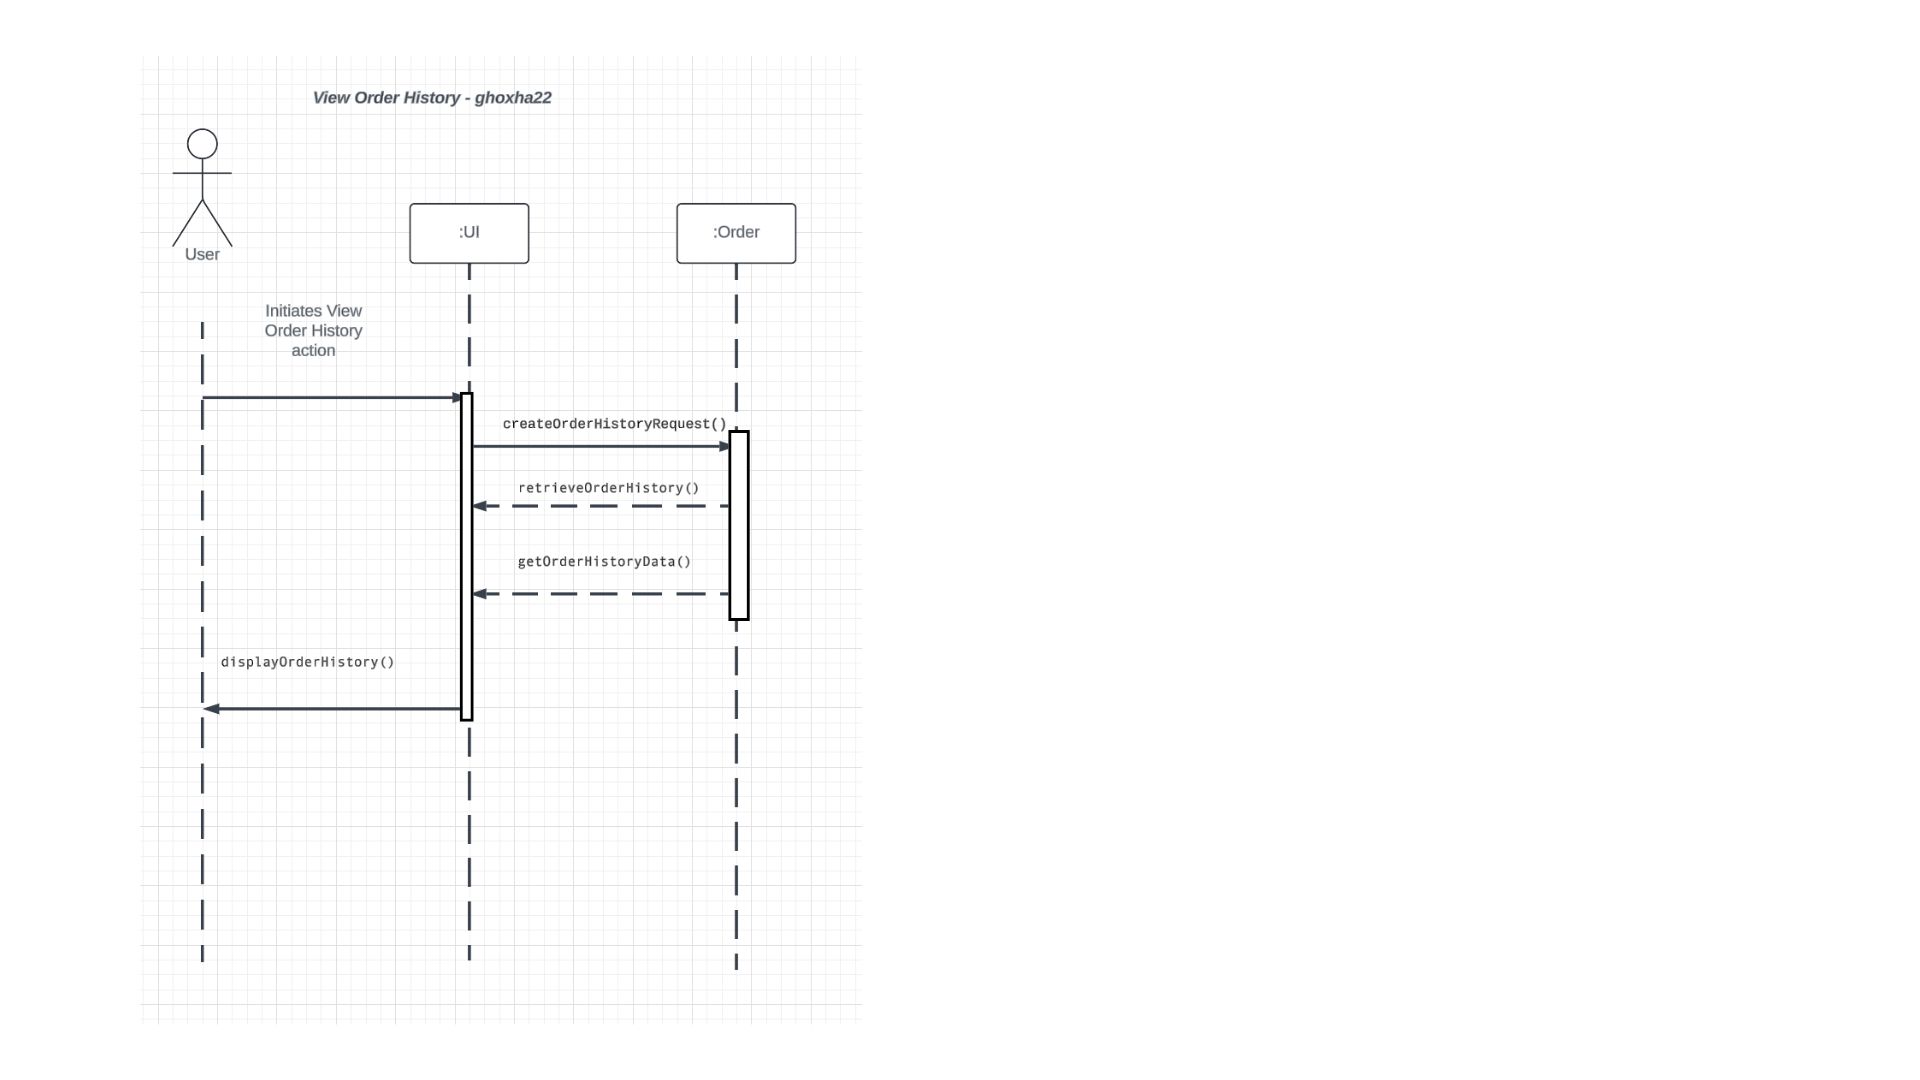 View Order History - ghoxha22
User
:UI
:Order
Initiates View
Order History
action
createOrderHistoryRequest()
retrieveOrderHistory()
getOrderHistoryData()
displayOrderHistory()